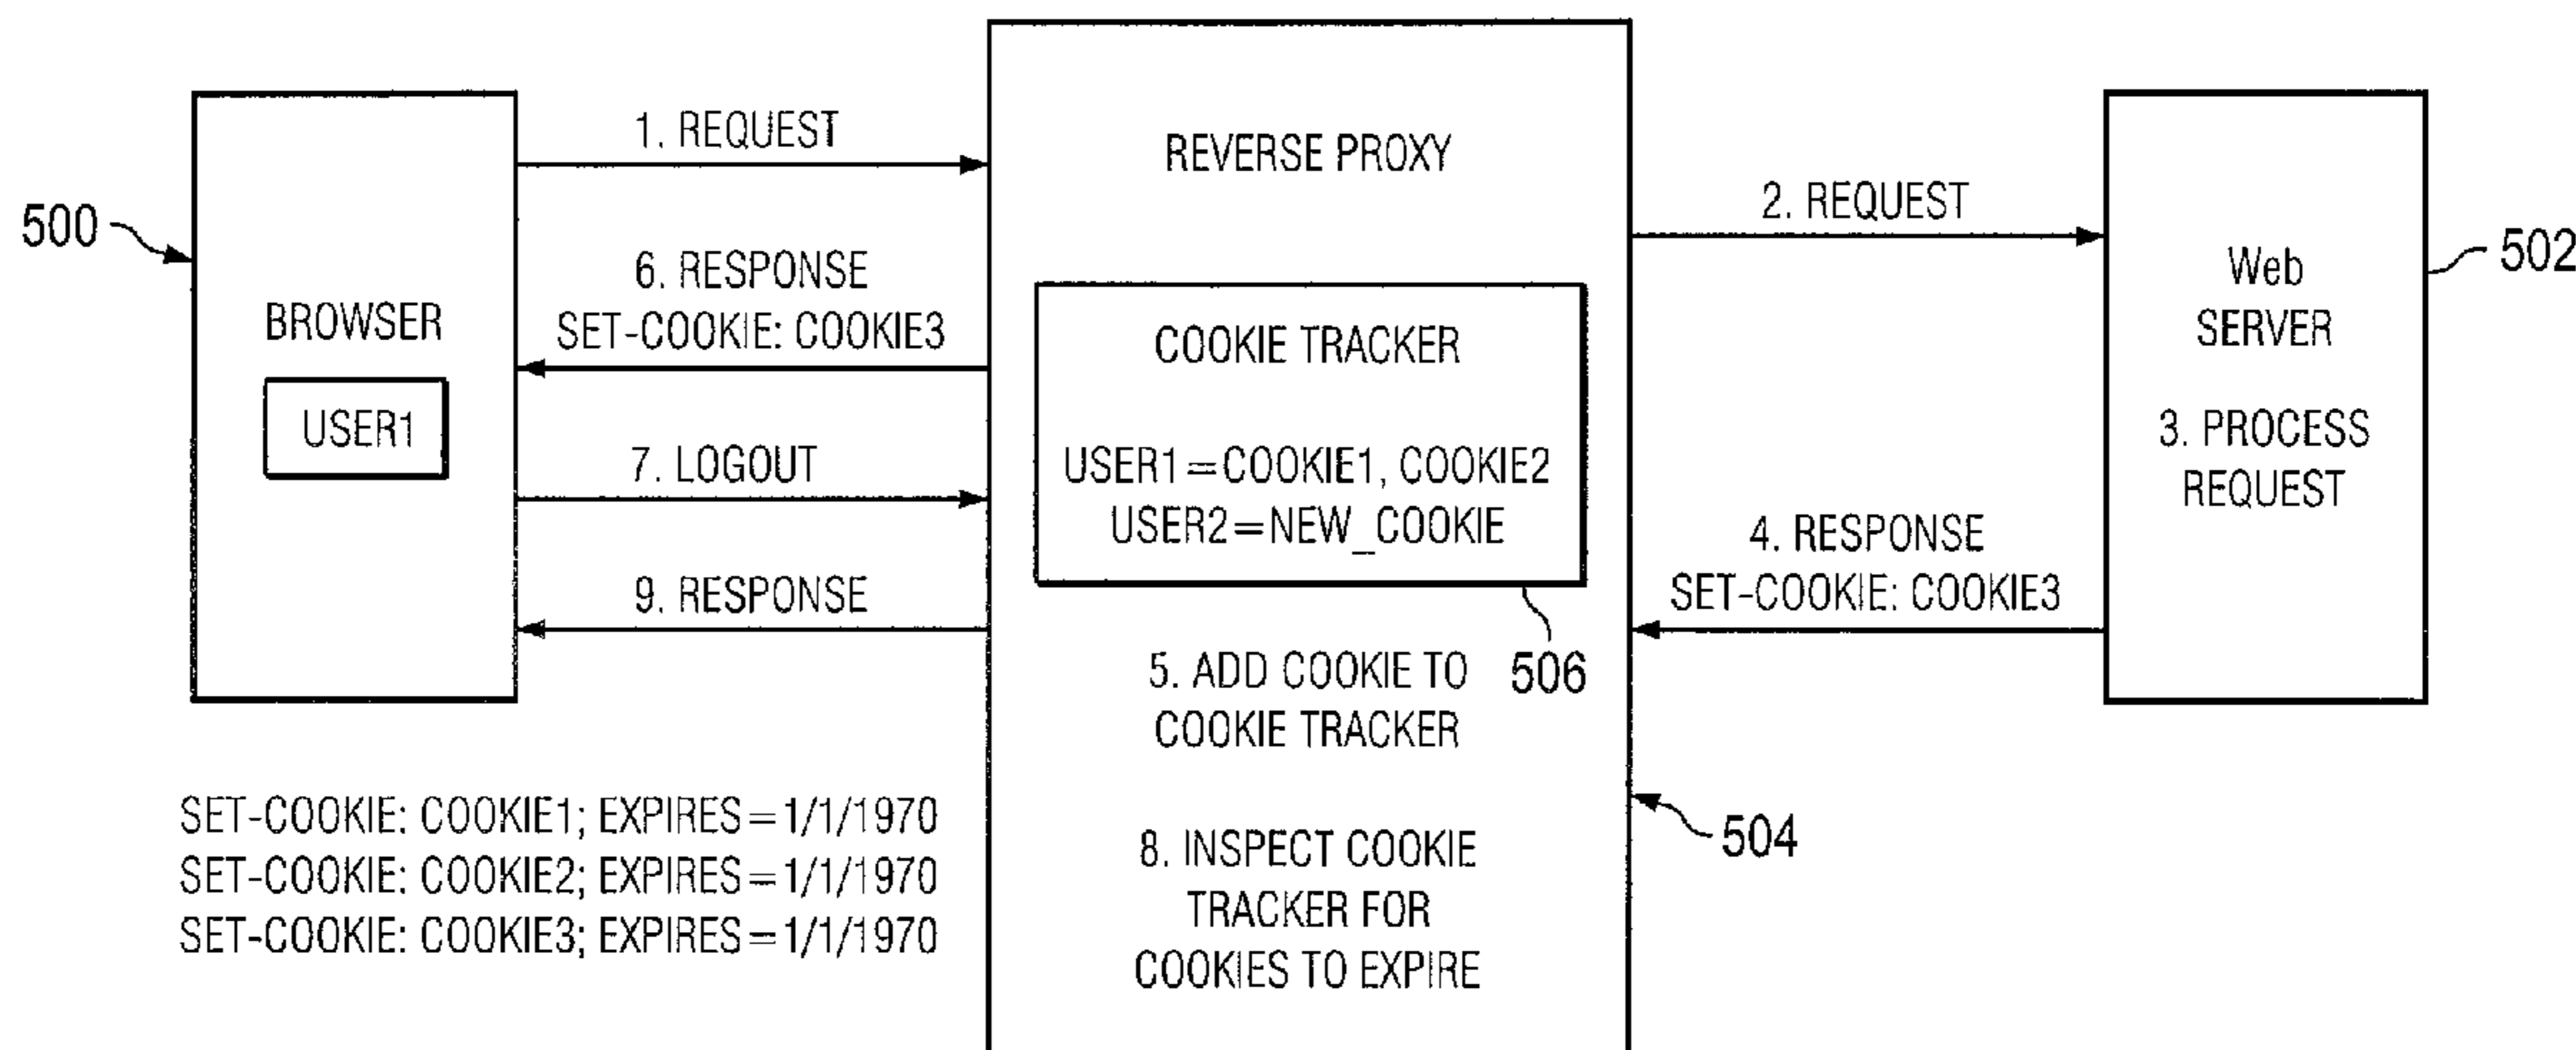 500
BROWSER
USER1
1. REQUEST
6. RESPONSE
SET-COOKIE: COOKIE3
7. LOGOUT
9. RESPONSE
SET-COOKIE: COOKIE1; EXPIRES=1/1/1970
SET-COOKIE: COOKIE2; EXPIRES=1/1/1970
SET-COOKIE: COOKIE3; EXPIRES=1/1/1970
REVERSE PROXY
COOKIE TRACKER
USER1=COOKIE1, COOKIE2
USER2=NEW_COOKIE
506
5. ADD COOKIE TO
COOKIE TRACKER
8. INSPECT COOKIE
TRACKER FOR
COOKIES TO EXPIRE
504
2. REQUEST
4. RESPONSE
SET-COOKIE: COOKIE3
Web
SERVER
3. PROCESS
REQUEST
502